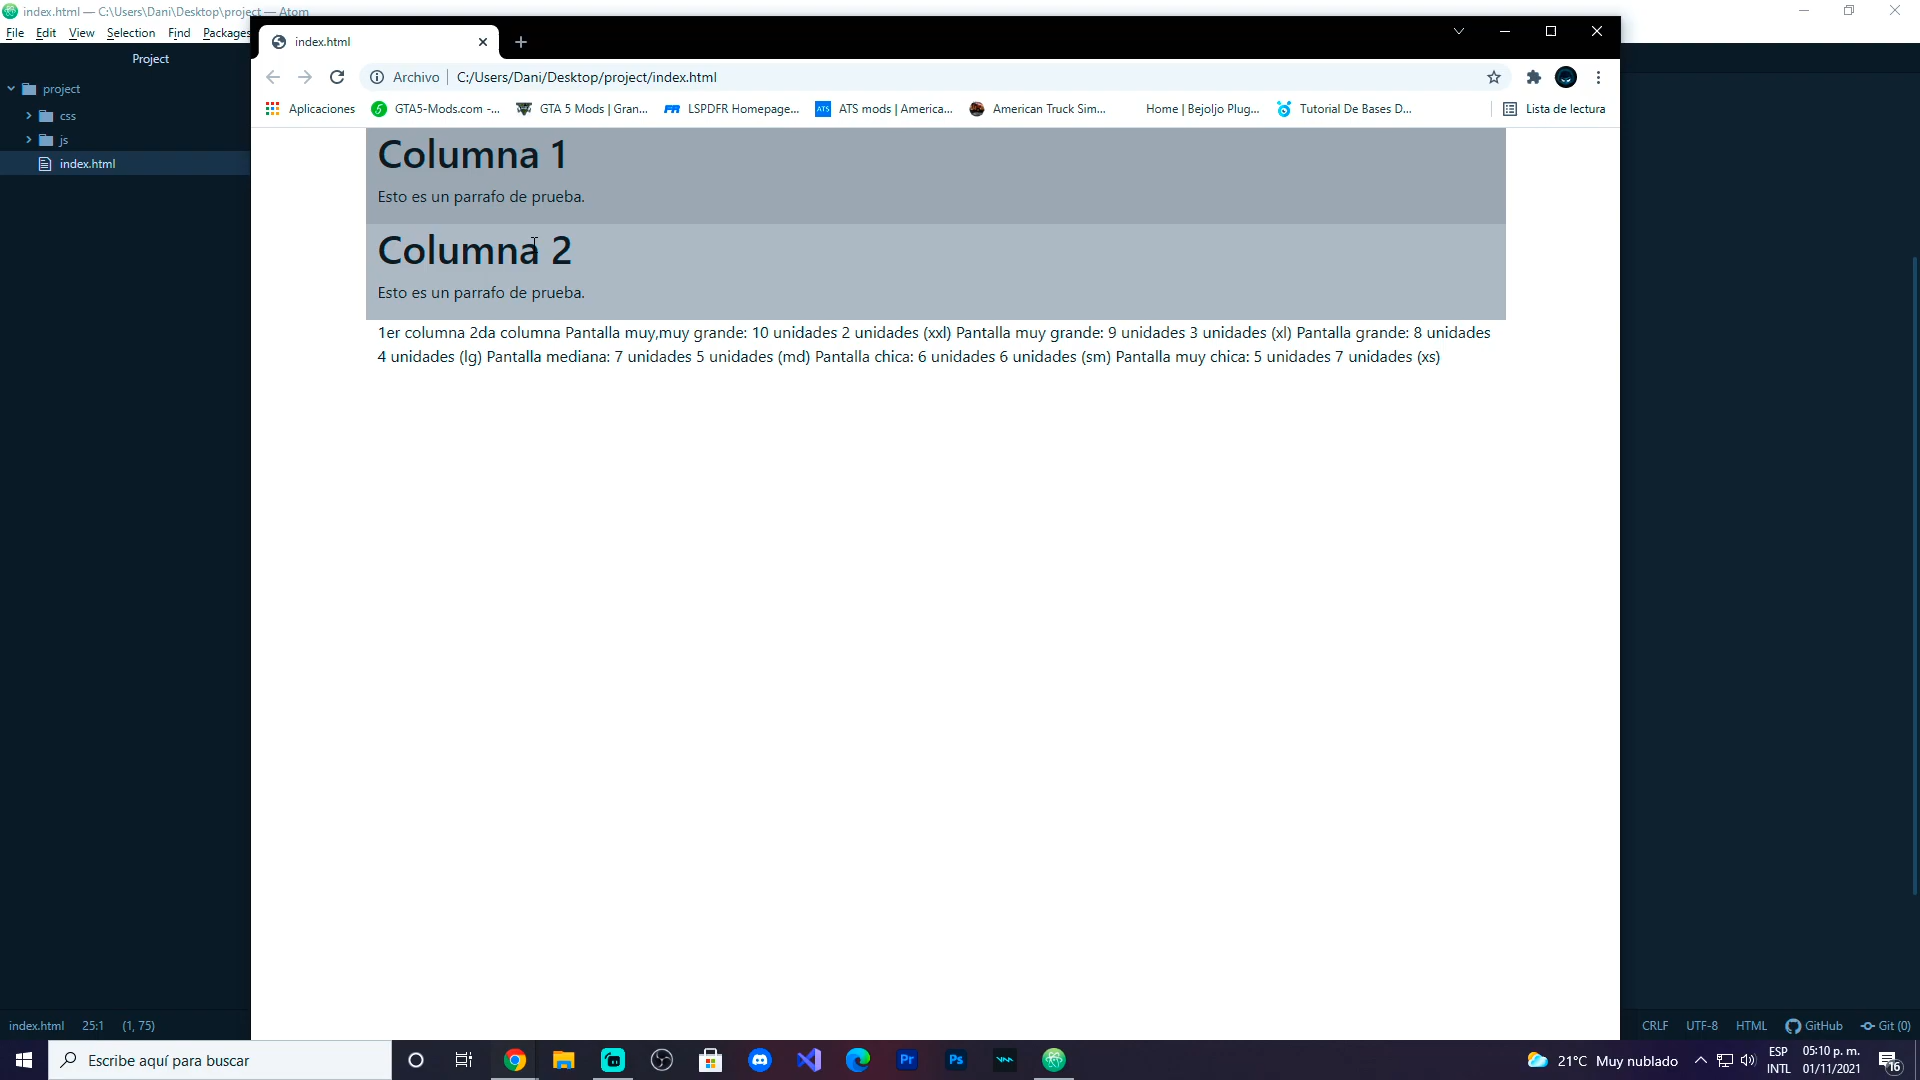 index.html — C:\Users\Dani\Desktop\project — Atom
File Edit View Selection Find Packages
index.html
Project
Archivo C:/Users/Dani/Desktop/project/index.html
Aplicaciones GTA5-Mods.com -... GTA 5 Mods | Gran... LSPDFR Homepage... ATS ATS mods | America... American Truck Sim... Home | Bejoljo Plug... Tutorial De Bases D... Lista de lectura
project
css
js
index.html
Columna 1
Esto es un parrafo de prueba.
Columna 2
Esto es un parrafo de prueba.
1er columna 2da columna Pantalla muy,muy grande: 10 unidades 2 unidades (xxl) Pantalla muy grande: 9 unidades 3 unidades (xl) Pantalla grande: 8 unidades
4 unidades (lg) Pantalla mediana: 7 unidades 5 unidades (md) Pantalla chica: 6 unidades 6 unidades (sm) Pantalla muy chica: 5 unidades 7 unidades (xs)
index.html 25:1 (1, 75) CRLF UTF-8 HTML GitHub Git (0)
Escribe aquí para buscar
Pr
Ps
21°C Muy nublado
ESP
INTL
05:10 p. m.
01/11/2021
16